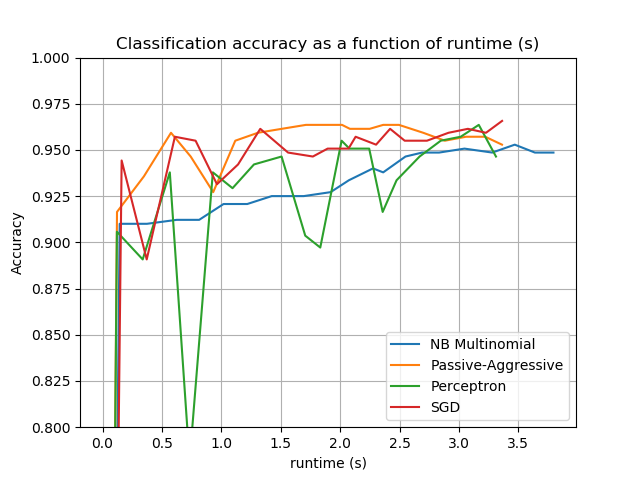 Classification accuracy as a function of runtime (s)
1.000
0.975
0.950
0.925
0.900
0.875
0.850
0.825
0.800
Accuracy
NB Multinomial
Passive-Aggressive
Perceptron
SGD
0.0 0.5 1.0 1.5 2.0 2.5 3.0 3.5
runtime (s)